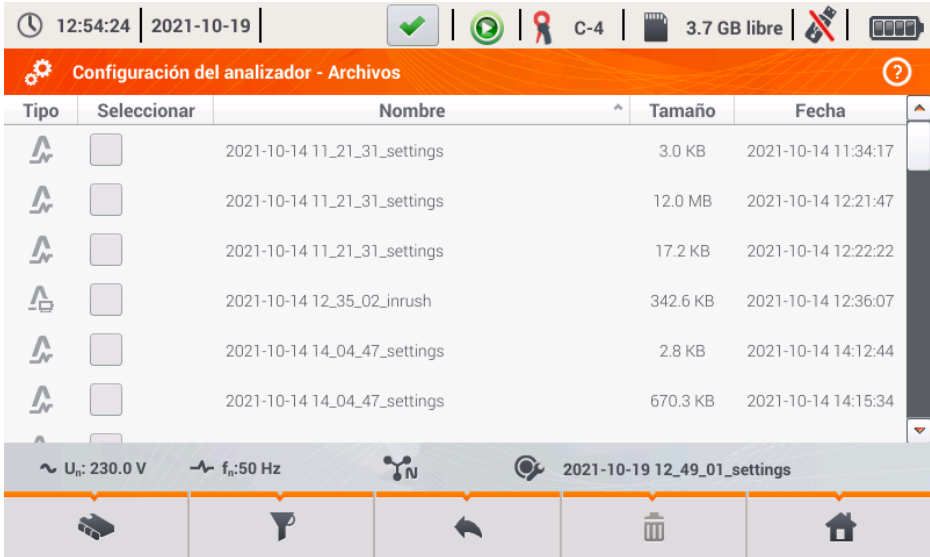 12:54:24 2021-10-19 C-4 3.7 GB libre
Configuración del analizador - Archivos ?
Tipo Seleccionar Nombre Tamaño Fecha
2021-10-14 11_21_31_settings 3.0 KB 2021-10-14 11:34:17
2021-10-14 11_21_31_settings 12.0 MB 2021-10-14 12:21:47
2021-10-14 11_21_31_settings 17.2 KB 2021-10-14 12:22:22
2021-10-14 12_35_02_inrush 342.6 KB 2021-10-14 12:36:07
2021-10-14 14_04_47_settings 2.8 KB 2021-10-14 14:12:44
2021-10-14 14_04_47_settings 670.3 KB 2021-10-14 14:15:34
Un: 230.0 V fn:50 Hz N 2021-10-19 12_49_01_settings